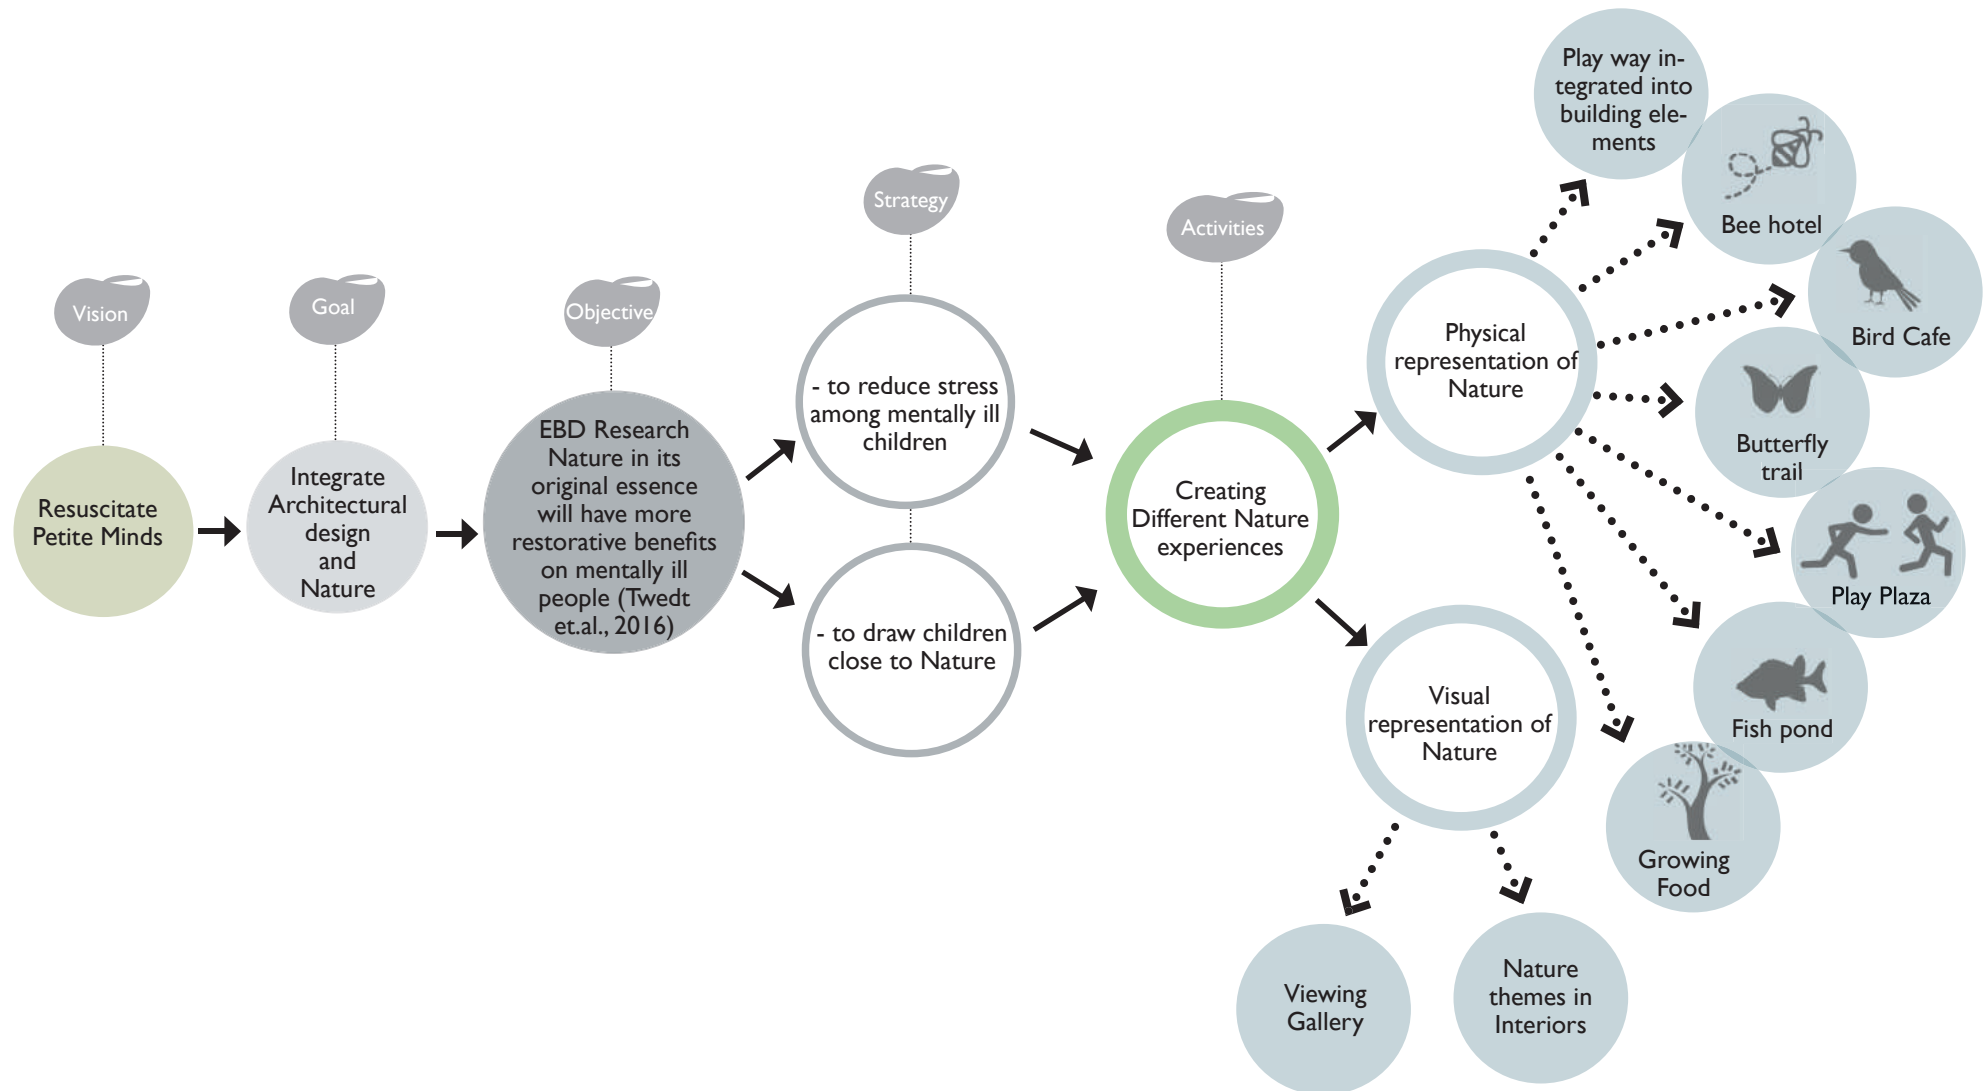 Vision
Resuscitate
Petite Minds
Goal
Integrate
Architectural
design
and
Nature
Objective
EBD Research
Nature in its
original essence
will have more
restorative benefits
on mentally ill
people (Twedt
et.al., 2016)
Strategy
- to reduce stress
among mentally ill
children
- to draw children
close to Nature
Activities
Creating
Different Nature
experiences
Physical
representation of
Nature
Visual
representation of
Nature
Play way in-
tegrated into
building ele-
ments
Bee hotel
Bird Cafe
Butterfly
trail
Play Plaza
Fish pond
Growing
Food
Viewing
Gallery
Nature
themes in
Interiors